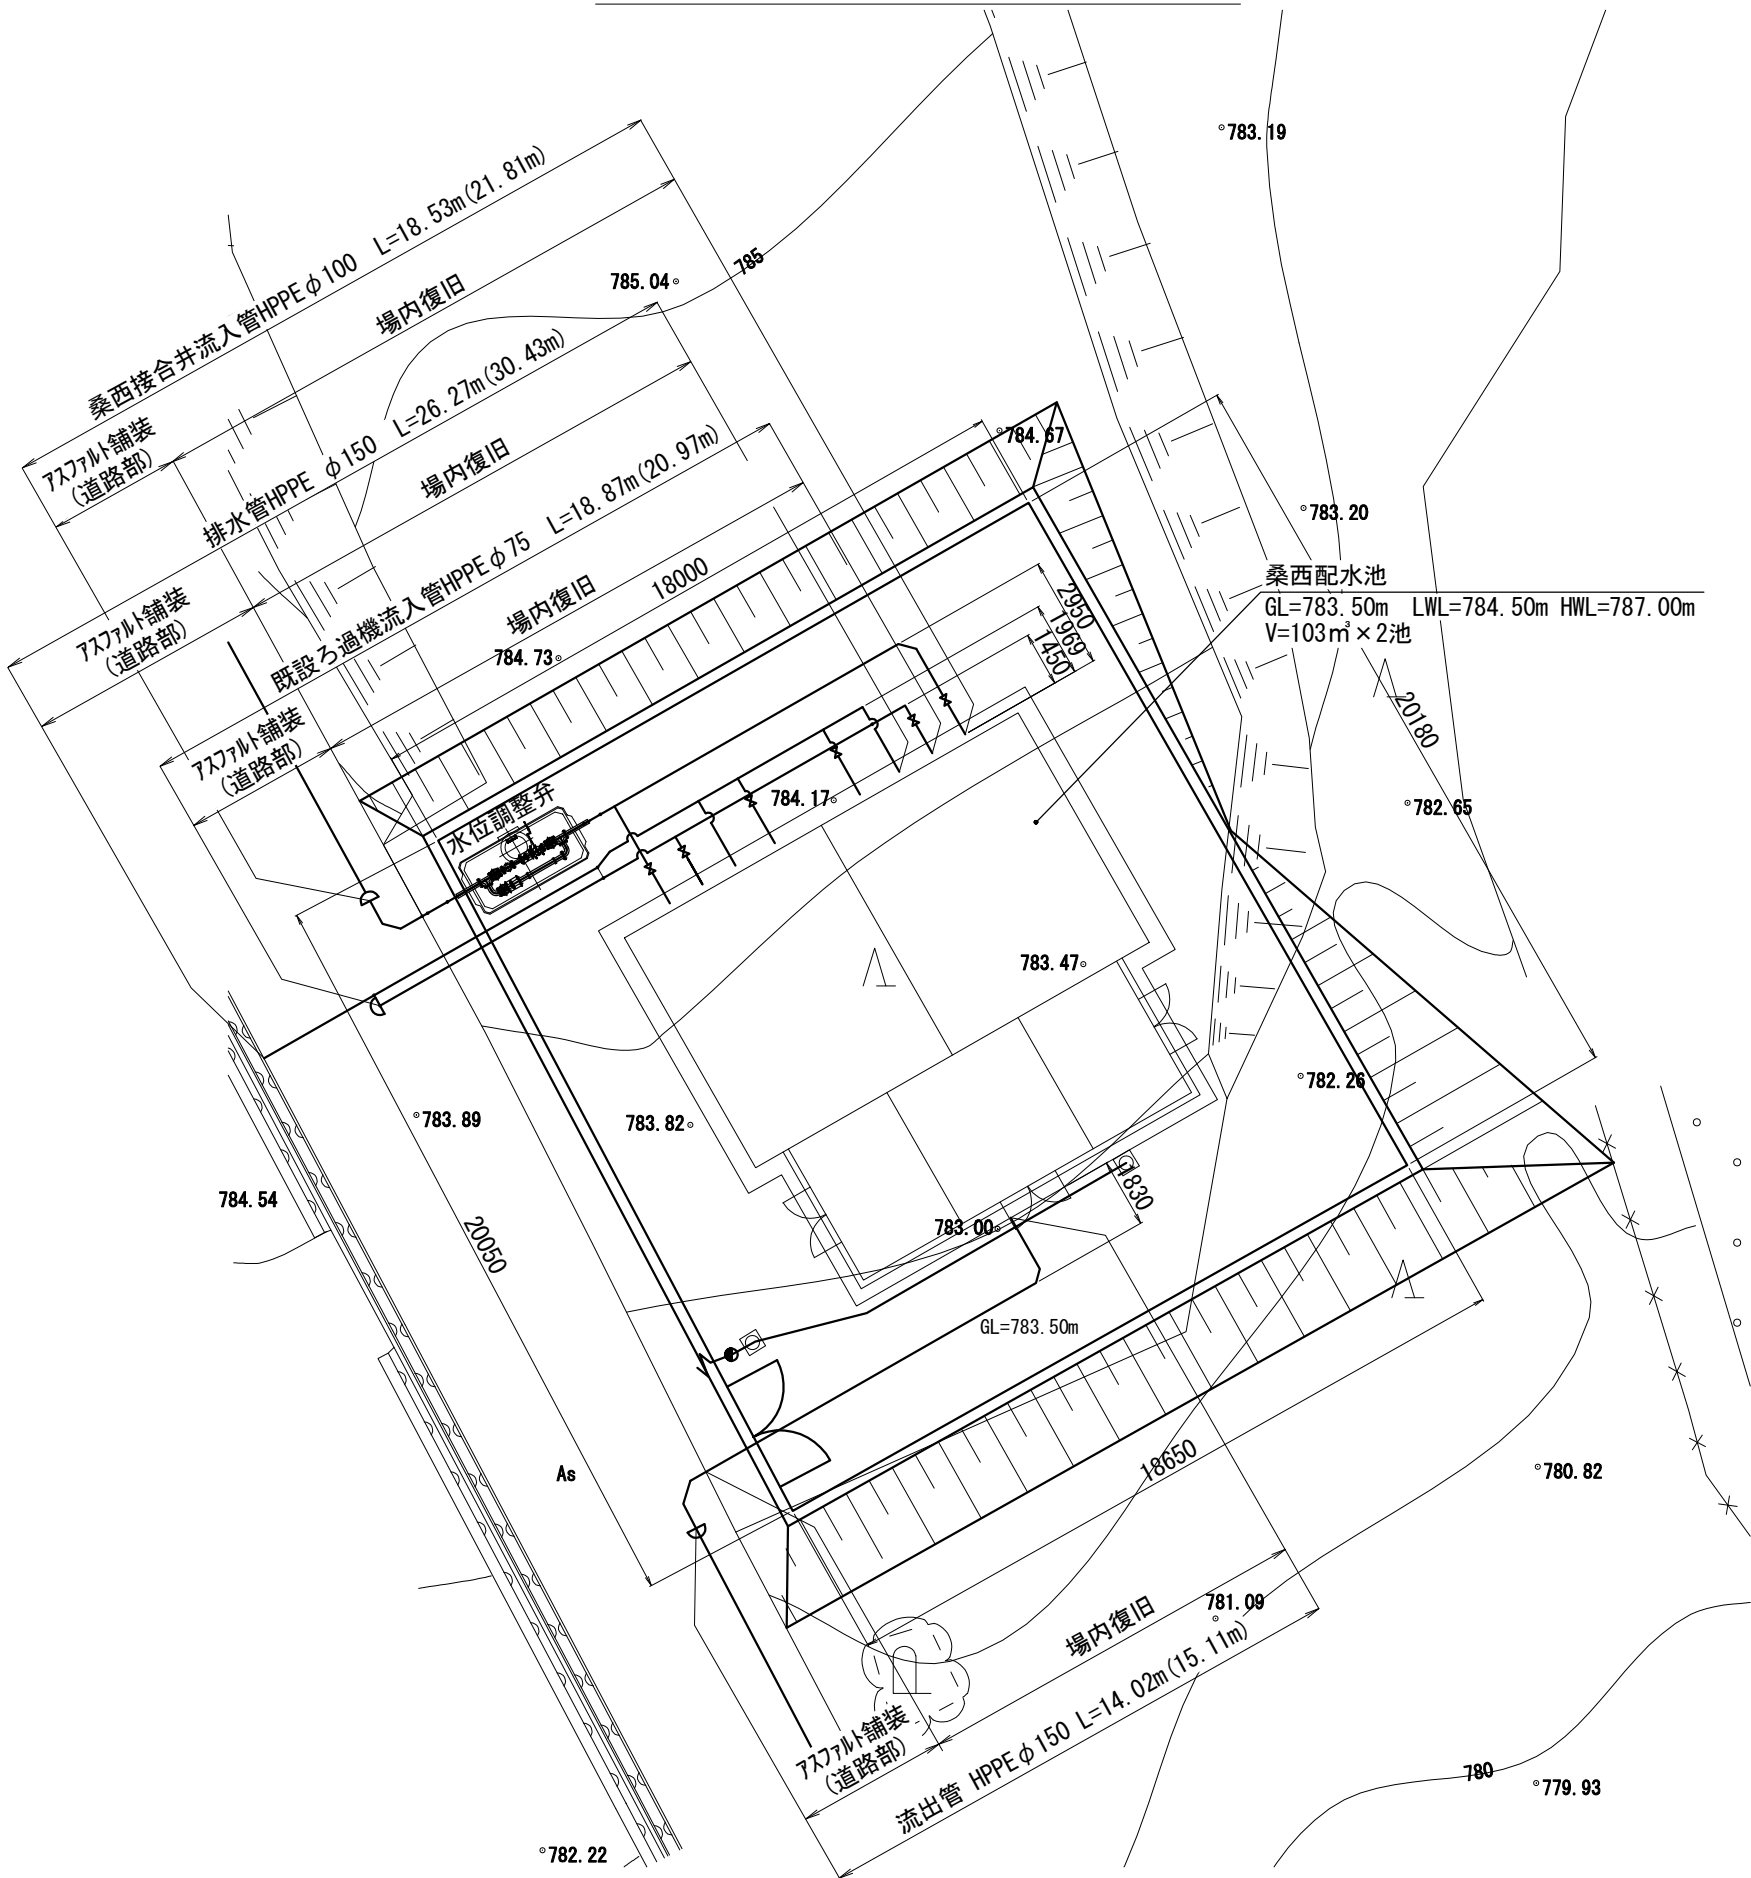 783.19
桑西接合井流入管HPPEφ100　L=18.53m(21.81m)
785
785.04
場内復旧
アスファルト舗装
(道路部)
排水管HPPE　φ150　L=26.27m(30.43m)
場内復旧
アスファルト舗装
(道路部)
既設ろ過機流入管HPPEφ75　L=18.87m(20.97m)
場内復旧
アスファルト舗装
(道路部)
784.67
783.20
18000
桑西配水池
GL=783.50m　LWL=784.50m HWL=787.00m
V=103㎥×2池
2950
1969
1450
784.73
20180
水位調整弁
784.17
782.65
783.47
782.26
783.89
783.82
784.54
1830
20050
783.00
GL=783.50m
18650
As
780.82
781.09
場内復旧
アスファルト舗装
(道路部)
流出管 HPPEφ150 L=14.02m(15.11m)
780
779.93
782.22